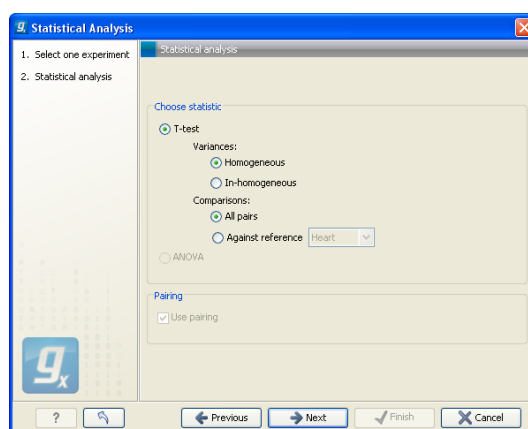 Statistical Analysis
1. Select one experiment
2. Statistical analysis
Statistical analysis
Choose statistic
T-test
Variances:
Homogeneous
In-homogeneous
Comparisons:
All pairs
Against reference Heart
ANOVA
Pairing
Use pairing
gx
? Previous Next Finish Cancel